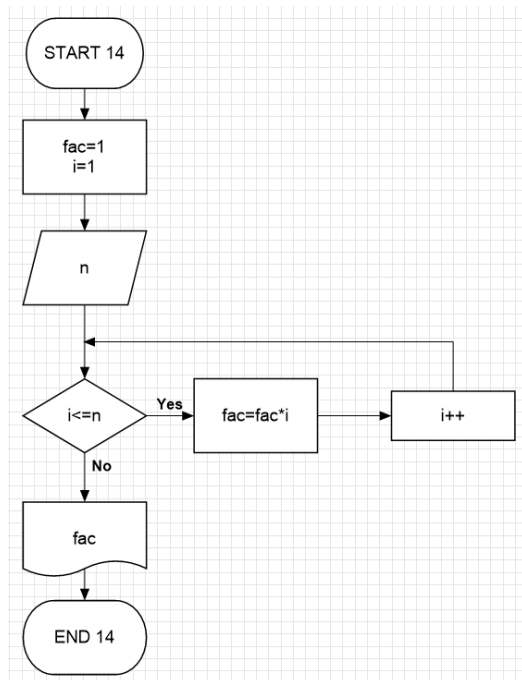 START 14
fac=1
i=1
n
i<=n
Yes
fac=fac*i
i++
No
fac
END 14